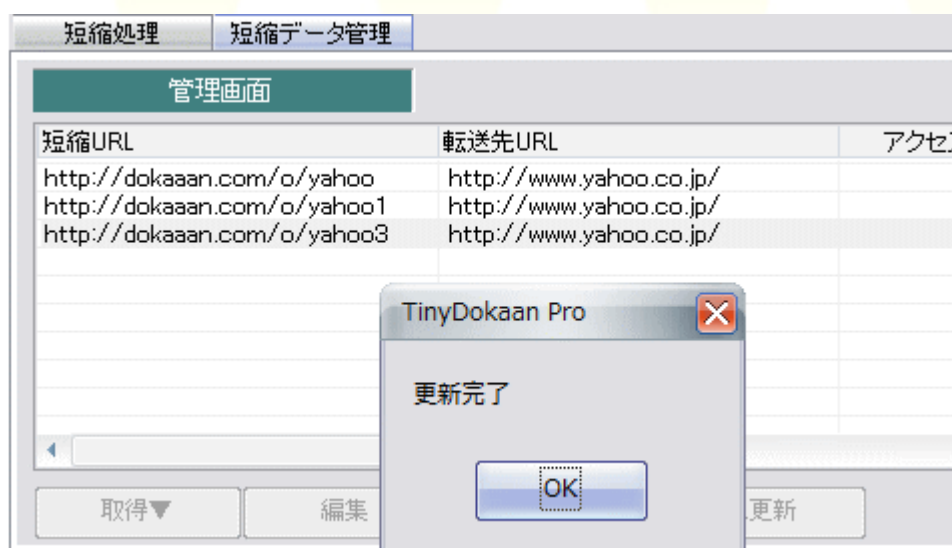 短縮処理 短縮データ管理
管理画面
短縮URL 転送先URL アクセ
http://dokaaan.com/o/yahoo http://www.yahoo.co.jp/
http://dokaaan.com/o/yahoo1 http://www.yahoo.co.jp/
http://dokaaan.com/o/yahoo3 http://www.yahoo.co.jp/
TinyDokaan Pro
更新完了
OK
取得▼ 編集 更新